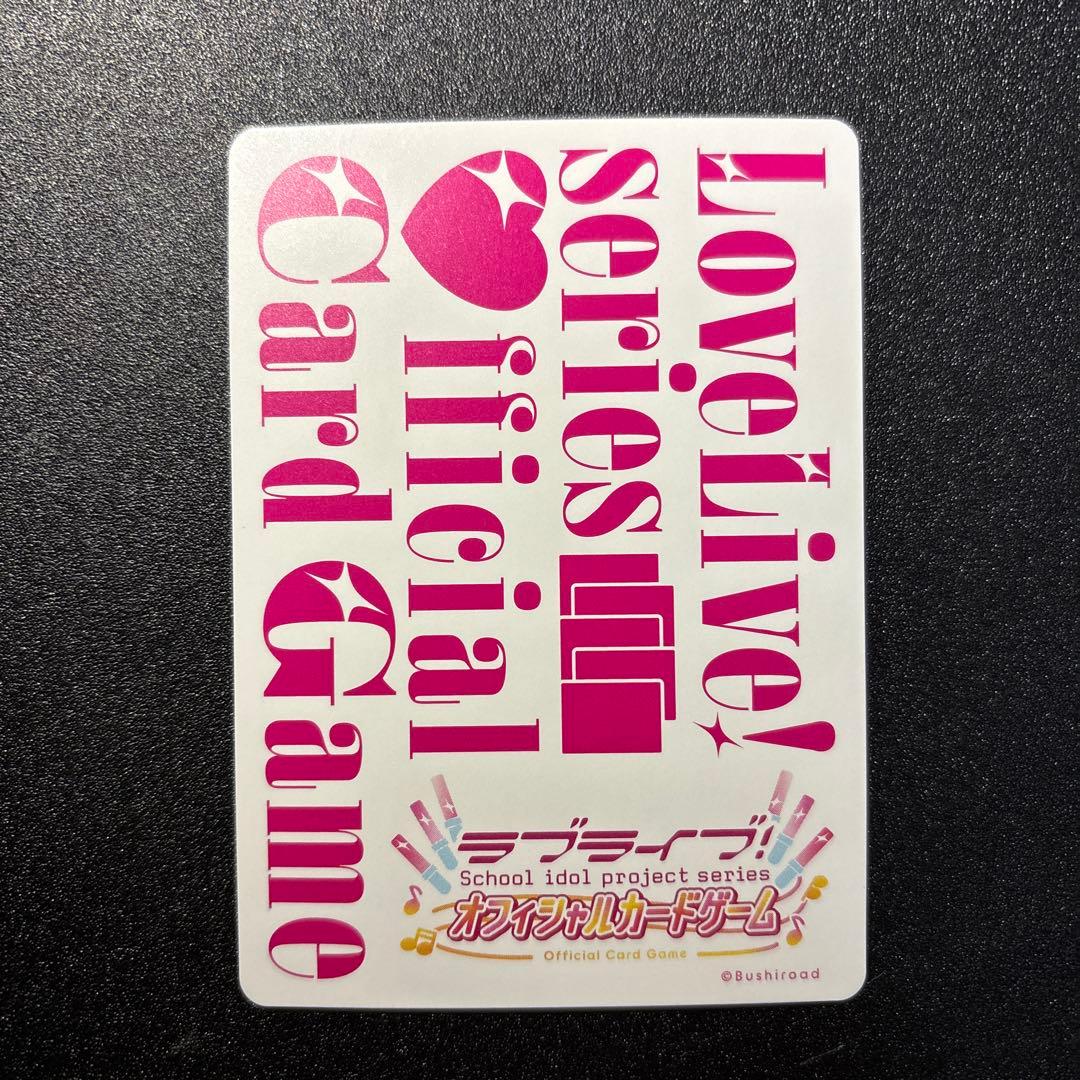 LoveLive!
series
Official
Card Game
ラブライブ!
School idol project series
オフィシャルカードゲーム
Official Card Game
©Bushiroad